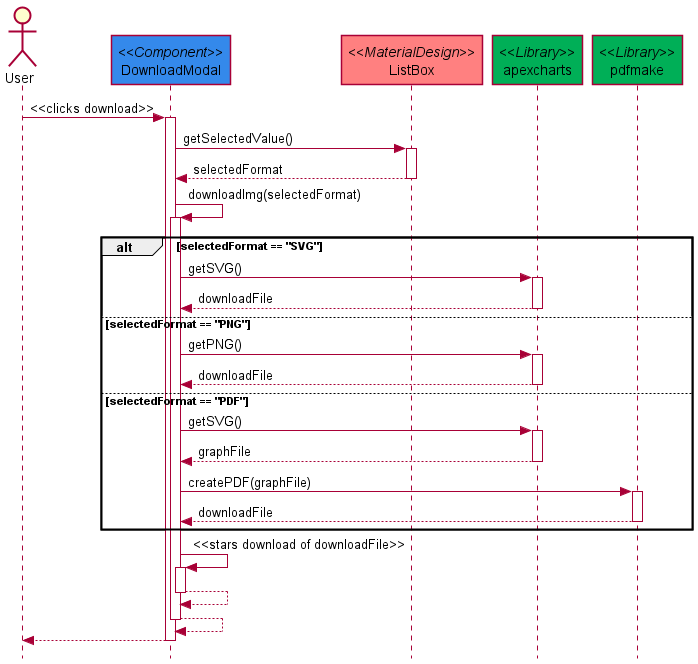 User
<<Component>>
DownloadModal
<<MaterialDesign>>
ListBox
<<Library>>
apexcharts
<<Library>>
pdfmake
<<clicks download>>
getSelectedValue()
selectedFormat
downloadImg(selectedFormat)
alt [selectedFormat == "SVG"]
getSVG()
downloadFile
[selectedFormat == "PNG"]
getPNG()
downloadFile
[selectedFormat == "PDF"]
getSVG()
graphFile
createPDF(graphFile)
downloadFile
<<stars download of downloadFile>>